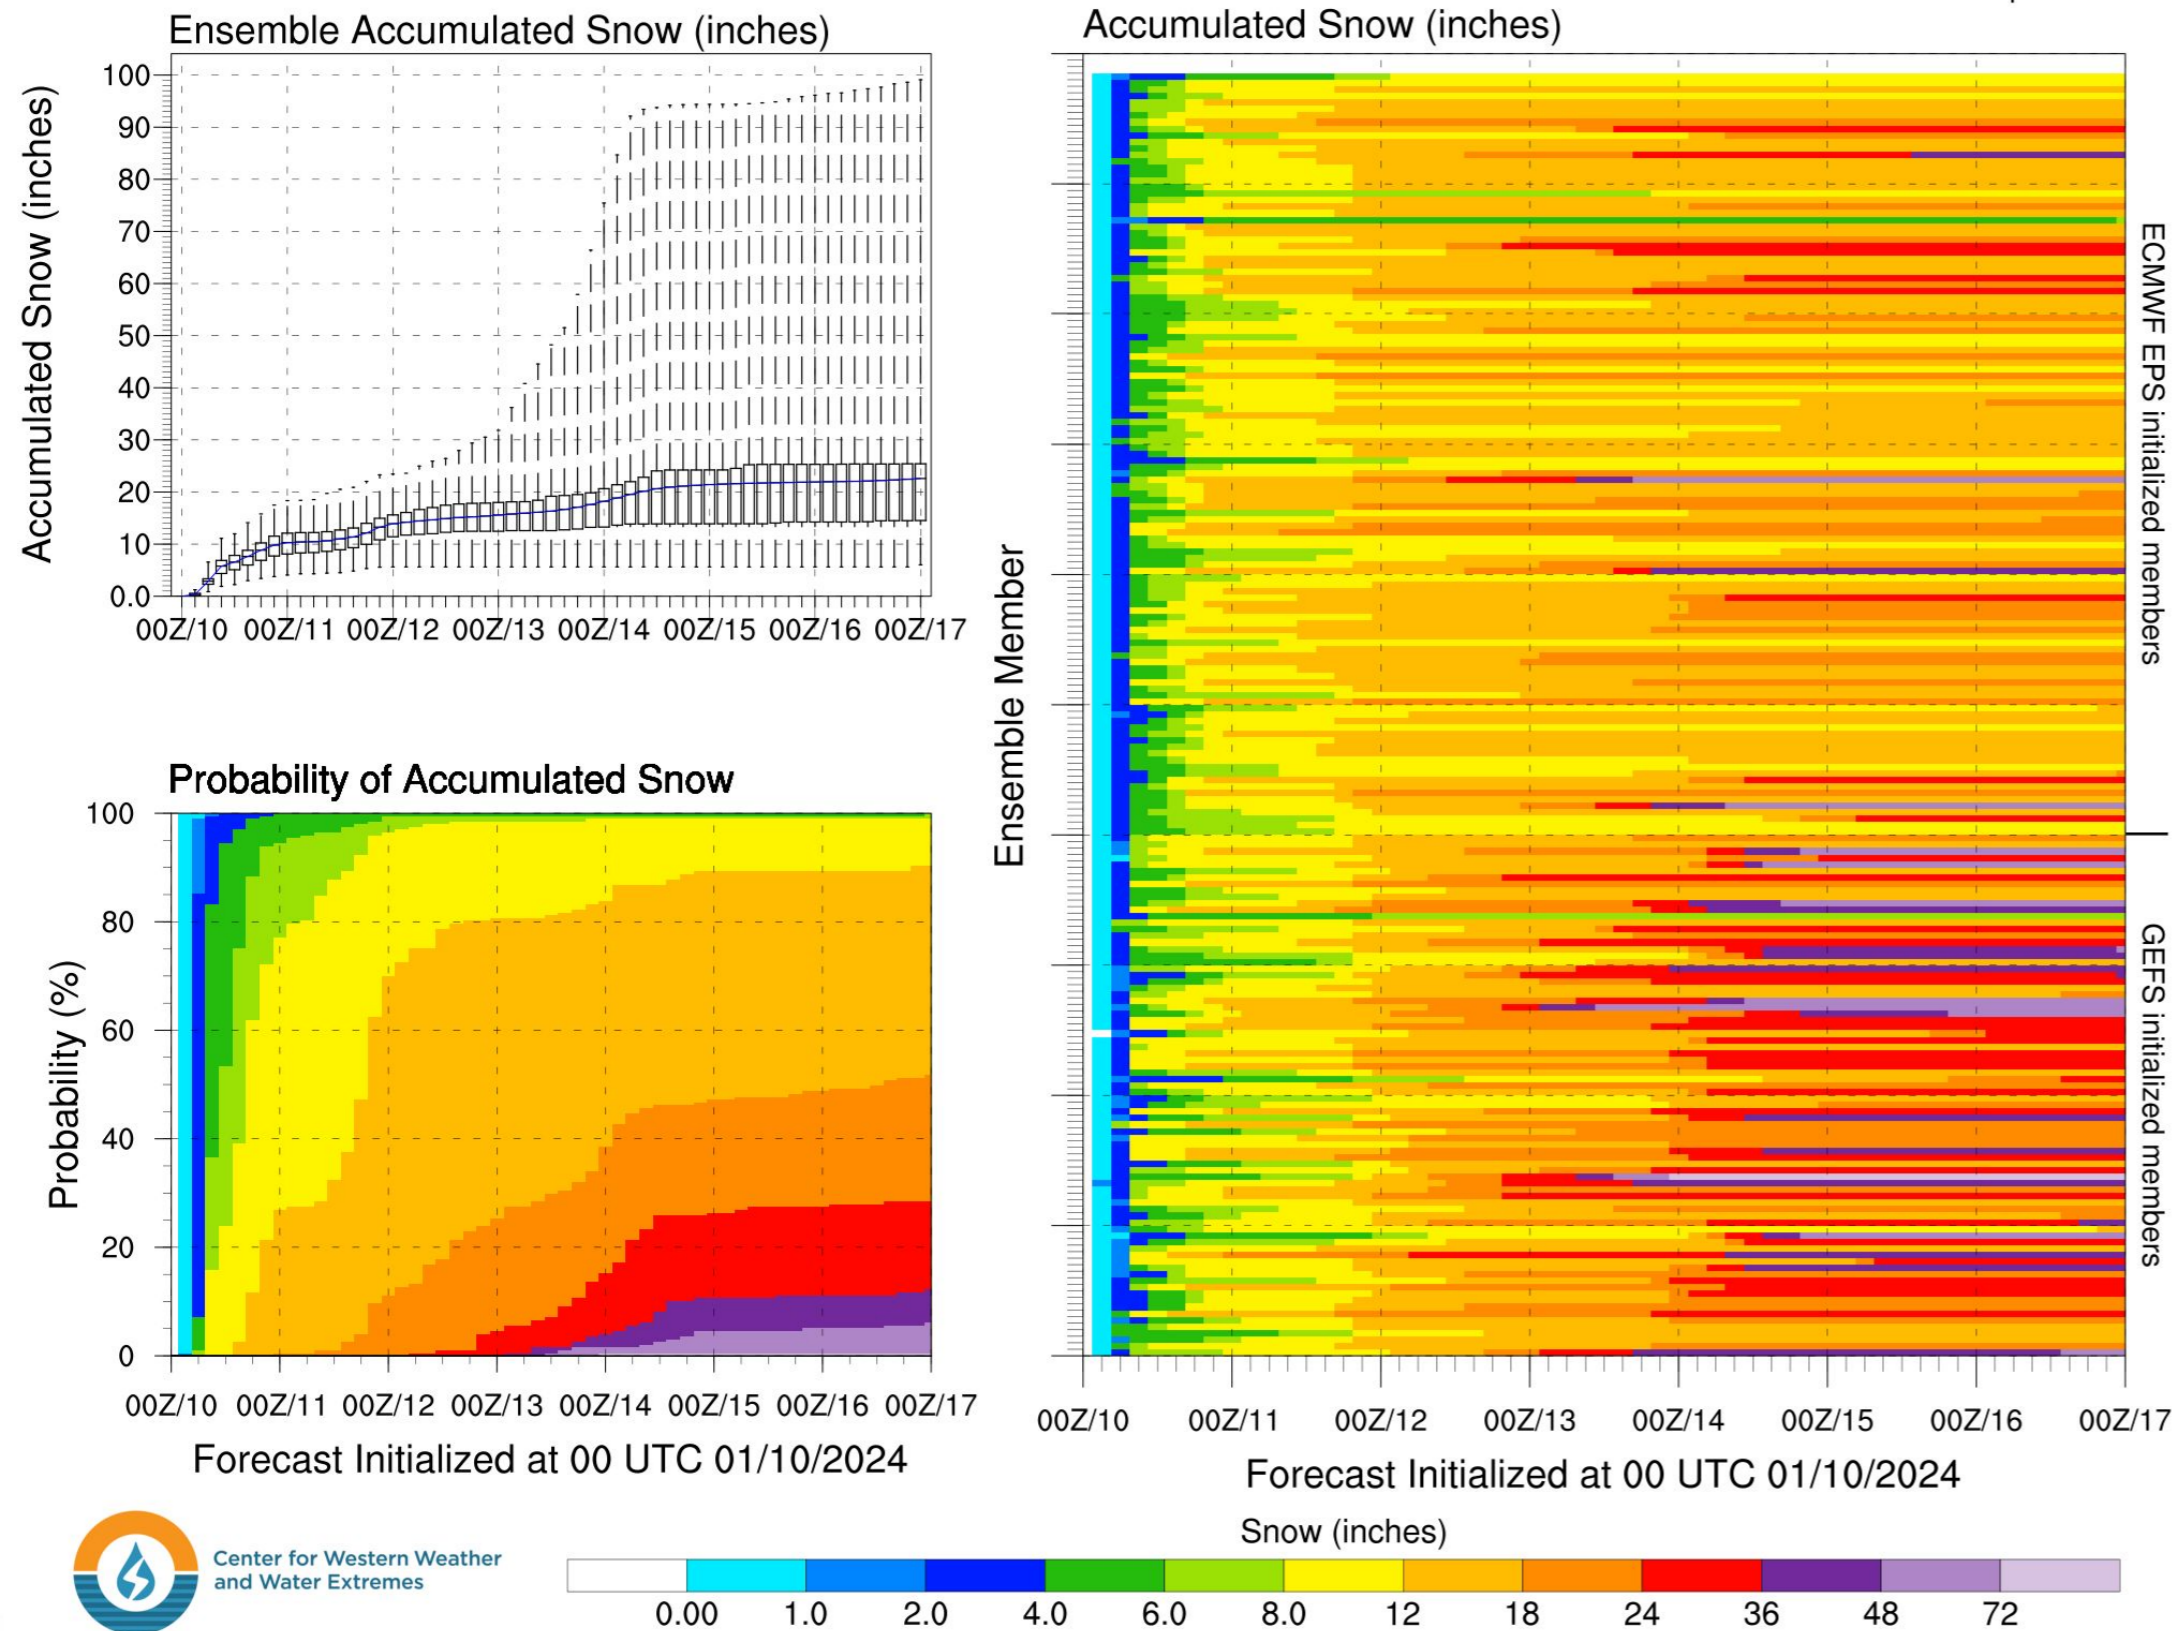 Ensemble Accumulated Snow (inches)
Accumulated Snow (inches)
100
90
80
70
60
50
40
30
20
10
0.0
00Z/10 00Z/11 00Z/12 00Z/13 00Z/14 00Z/15 00Z/16 00Z/17
Probability of Accumulated Snow
Probability (%)
100
80
60
40
20
0
00Z/10 00Z/11 00Z/12 00Z/13 00Z/14 00Z/15 00Z/16 00Z/17
Forecast Initialized at 00 UTC 01/10/2024
Accumulated Snow (inches)
Ensemble Member
ECMWF EPS initialized members
GEFS initialized members
00Z/10 00Z/11 00Z/12 00Z/13 00Z/14 00Z/15 00Z/16 00Z/17
Forecast Initialized at 00 UTC 01/10/2024
Center for Western Weather
and Water Extremes
Snow (inches)
0.00 1.0 2.0 4.0 6.0 8.0 12 18 24 36 48 72